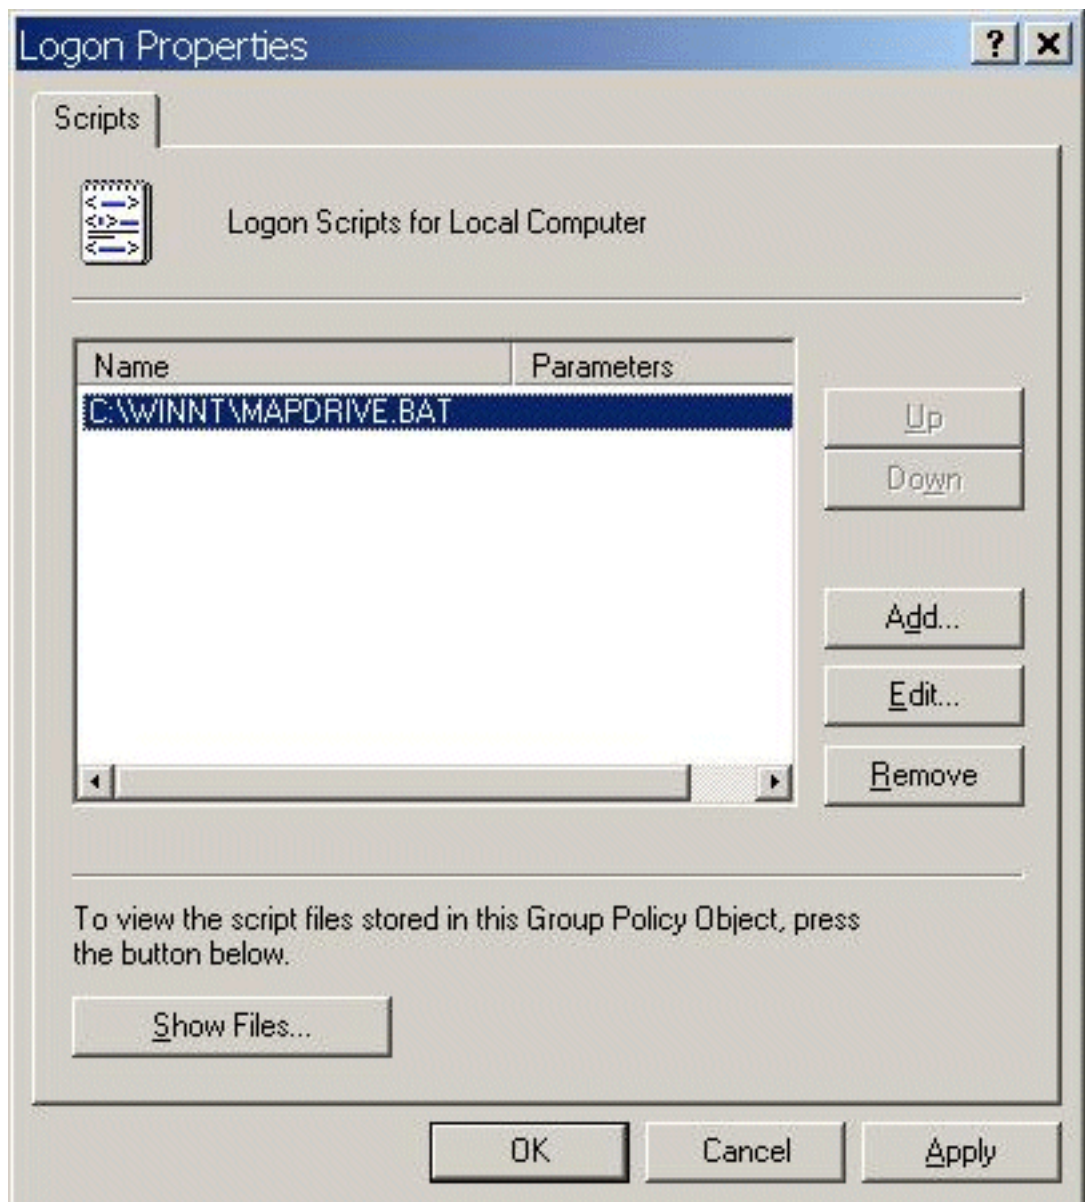 Logon Properties
Scripts
Logon Scripts for Local Computer
Name Parameters
C:\WINNT\MAPDRIVE.BAT
Up
Down
Add...
Edit...
Remove
To view the script files stored in this Group Policy Object, press
the button below.
Show Files...
OK Cancel Apply